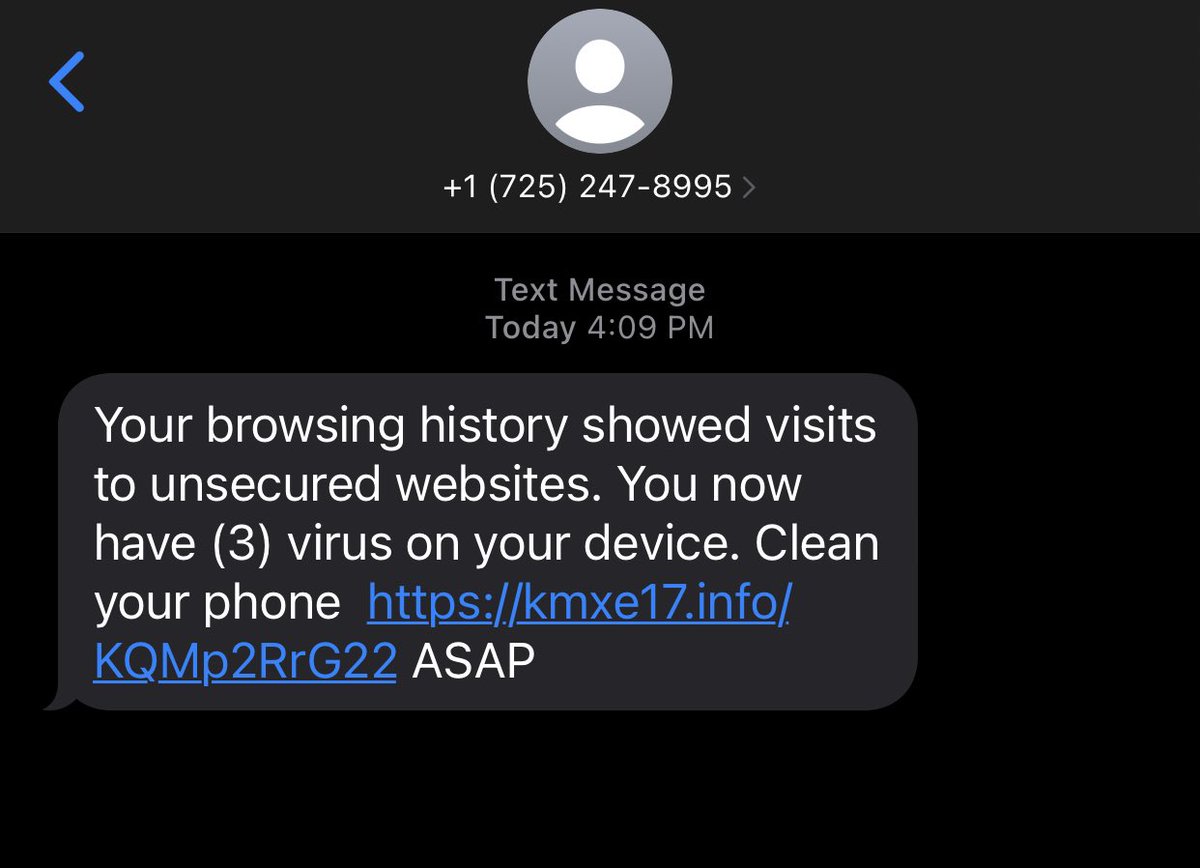 +1 (725) 247-8995
Text Message
Today 4:09 PM
Your browsing history showed visits
to unsecured websites. You now
have (3) virus on your device. Clean
your phone  https://kmxe17.info/
KQMp2RrG22 ASAP